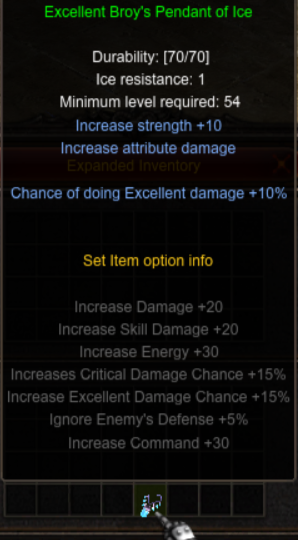 Excellent Broy's Pendant of Ice
Durability: [70/70]
Ice resistance: 1
Minimum level required: 54
Increase strength +10
Increase attribute damage
Expanded Inventory
Chance of doing Excellent damage +10%
Set Item option info
Increase Damage +20
Increase Skill Damage +20
Increase Energy +30
Increases Critical Damage Chance +15%
Increase Excellent Damage Chance +15%
Ignore Enemy's Defense +5%
Increase Command +30